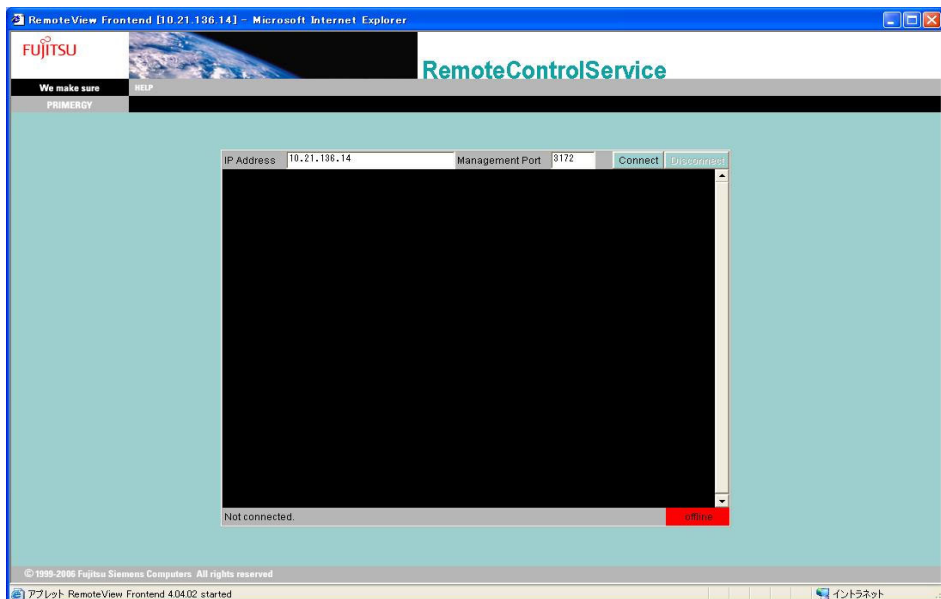 RemoteView Frontend [10.21.136.14] - Microsoft Internet Explorer
FUJITSU
RemoteControlService
We make sure
HELP
PRIMERGY
IP Address 10.21.136.14 Management Port 3172 Connect Disconnect
Not connected. offline
©1999-2006 Fujitsu Siemens Computers All rights reserved
アプレット RemoteView Frontend 4.04.02 started イントラネット